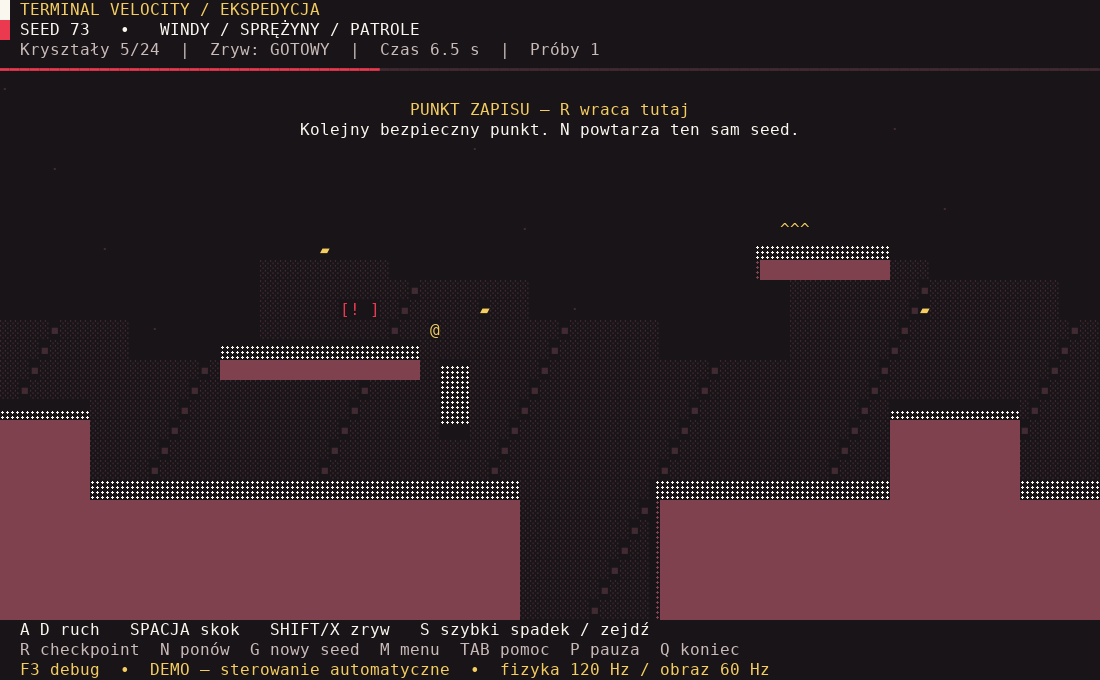 TERMINAL VELOCITY / EKSPEDYCJA
SEED 73 • WINDY / SPRĘŻYNY / PATROLE
Kryształy 5/24 | Zryw: GOTOWY | Czas 6.5 s | Próby 1
PUNKT ZAPISU — R wraca tutaj
Kolejny bezpieczny punkt. N powtarza ten sam seed.
^^^
[! ]
@
A D ruch SPACJA skok SHIFT/X zryw S szybki spadek / zejdź
R checkpoint N ponów G nowy seed M menu TAB pomoc P pauza Q koniec
F3 debug • DEMO — sterowanie automatyczne • fizyka 120 Hz / obraz 60 Hz